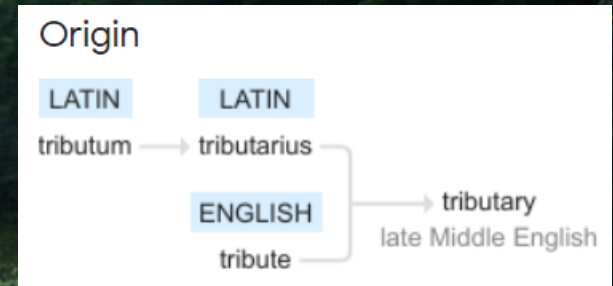 Origin
LATIN LATIN
tributum tributarius
ENGLISH
tributary
late Middle English
tribute